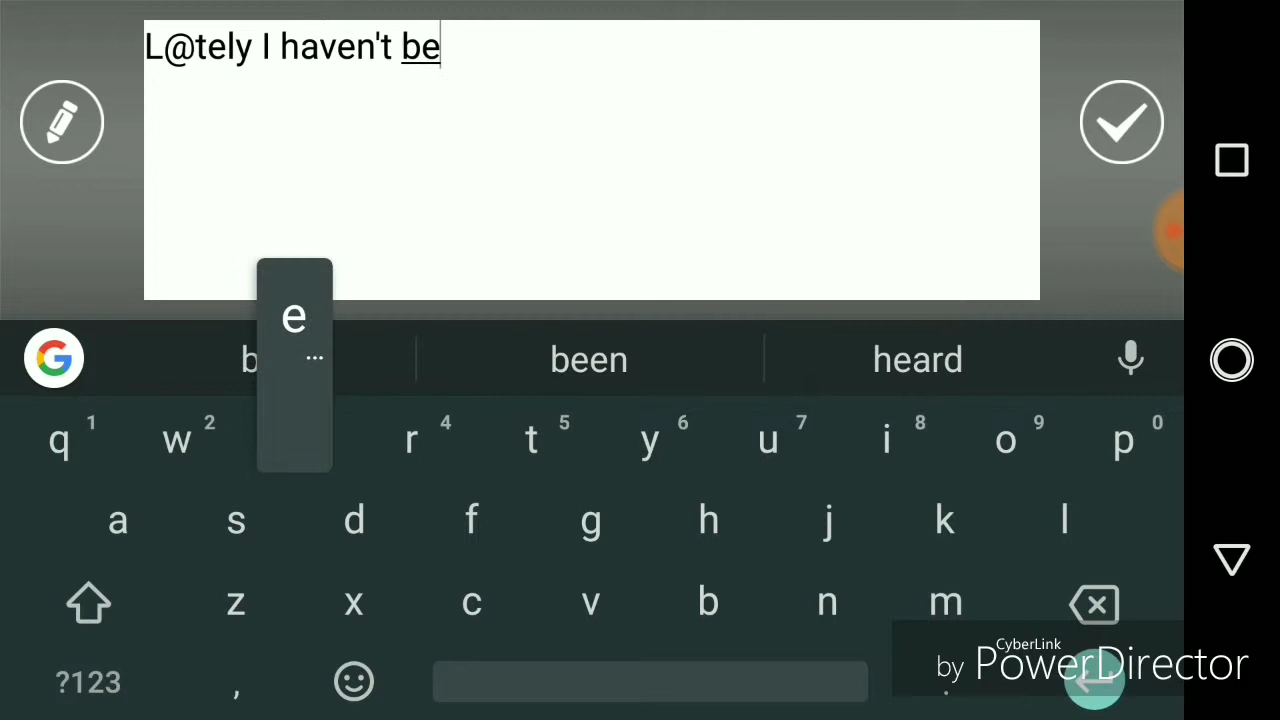 L@tely I haven't be
e
...
b
been
heard
q 1 w 2 r 4 t 5 y 6 u 7 i 8 o 9 p 0
a s d f g h j k l
z x c v b n m
?123 , .
by CyberLink PowerDirector